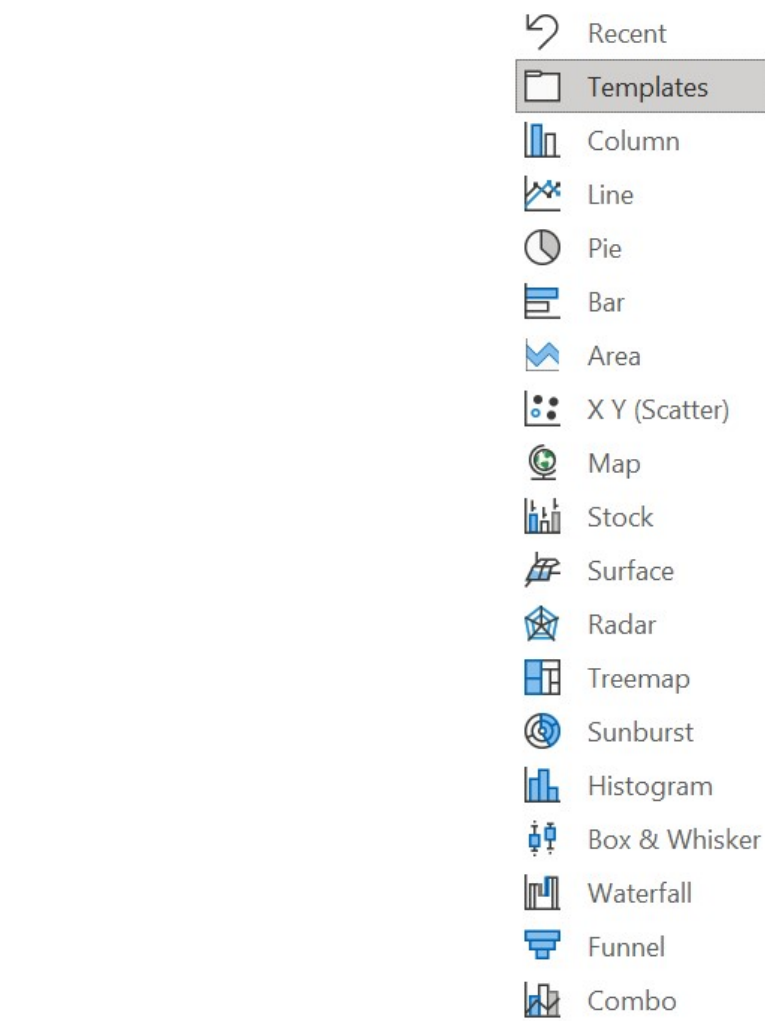 Recent
Templates
Column
Line
Pie
Bar
Area
X Y (Scatter)
Map
Stock
Surface
Radar
Treemap
Sunburst
Histogram
Box & Whisker
Waterfall
Funnel
Combo